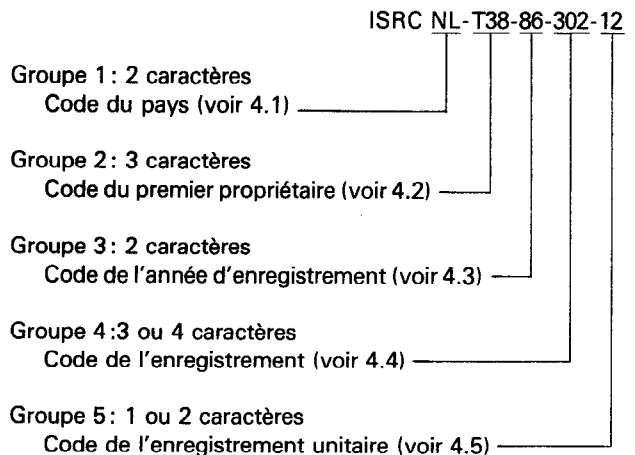 ISRC NL-T38-86-302-12
Groupe 1: 2 caractères
Code du pays (voir 4.1)
Groupe 2: 3 caractères
Code du premier propriétaire (voir 4.2)
Groupe 3: 2 caractères
Code de l'année d'enregistrement (voir 4.3)
Groupe 4:3 ou 4 caractères
Code de l'enregistrement (voir 4.4)
Groupe 5: 1 ou 2 caractères
Code de l'enregistrement unitaire (voir 4.5)